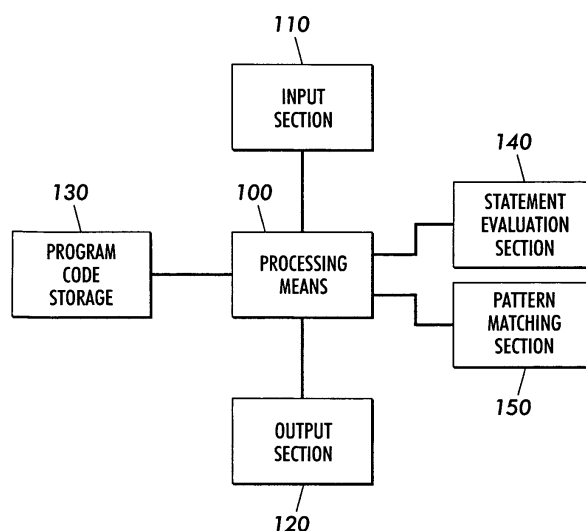 110
INPUT
SECTION
140
STATEMENT
EVALUATION
SECTION
130
PROGRAM
CODE
STORAGE
100
PROCESSING
MEANS
PATTERN
MATCHING
SECTION
150
OUTPUT
SECTION
120